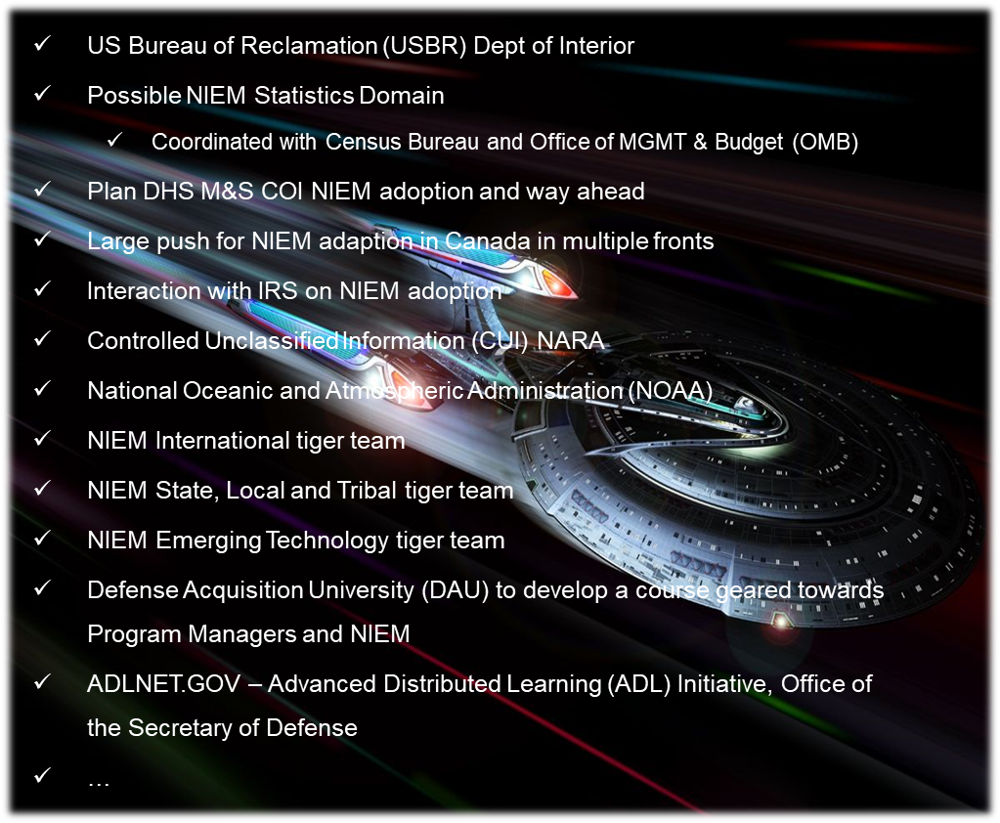 ✓ US Bureau of Reclamation (USBR) Dept of Interior
✓ Possible NIEM Statistics Domain
✓ Coordinated with Census Bureau and Office of MGMT & Budget (OMB)
✓ Plan DHS M&S COI NIEM adoption and way ahead
✓ Large push for NIEM adaption in Canada in multiple fronts
✓ Interaction with IRS on NIEM adoption
✓ Controlled Unclassified Information (CUI) NARA
✓ National Oceanic and Atmospheric Administration (NOAA)
✓ NIEM International tiger team
✓ NIEM State, Local and Tribal tiger team
✓ NIEM Emerging Technology tiger team
✓ Defense Acquisition University (DAU) to develop a course geared towards
Program Managers and NIEM
✓ ADLNET.GOV – Advanced Distributed Learning (ADL) Initiative, Office of
the Secretary of Defense
✓ …